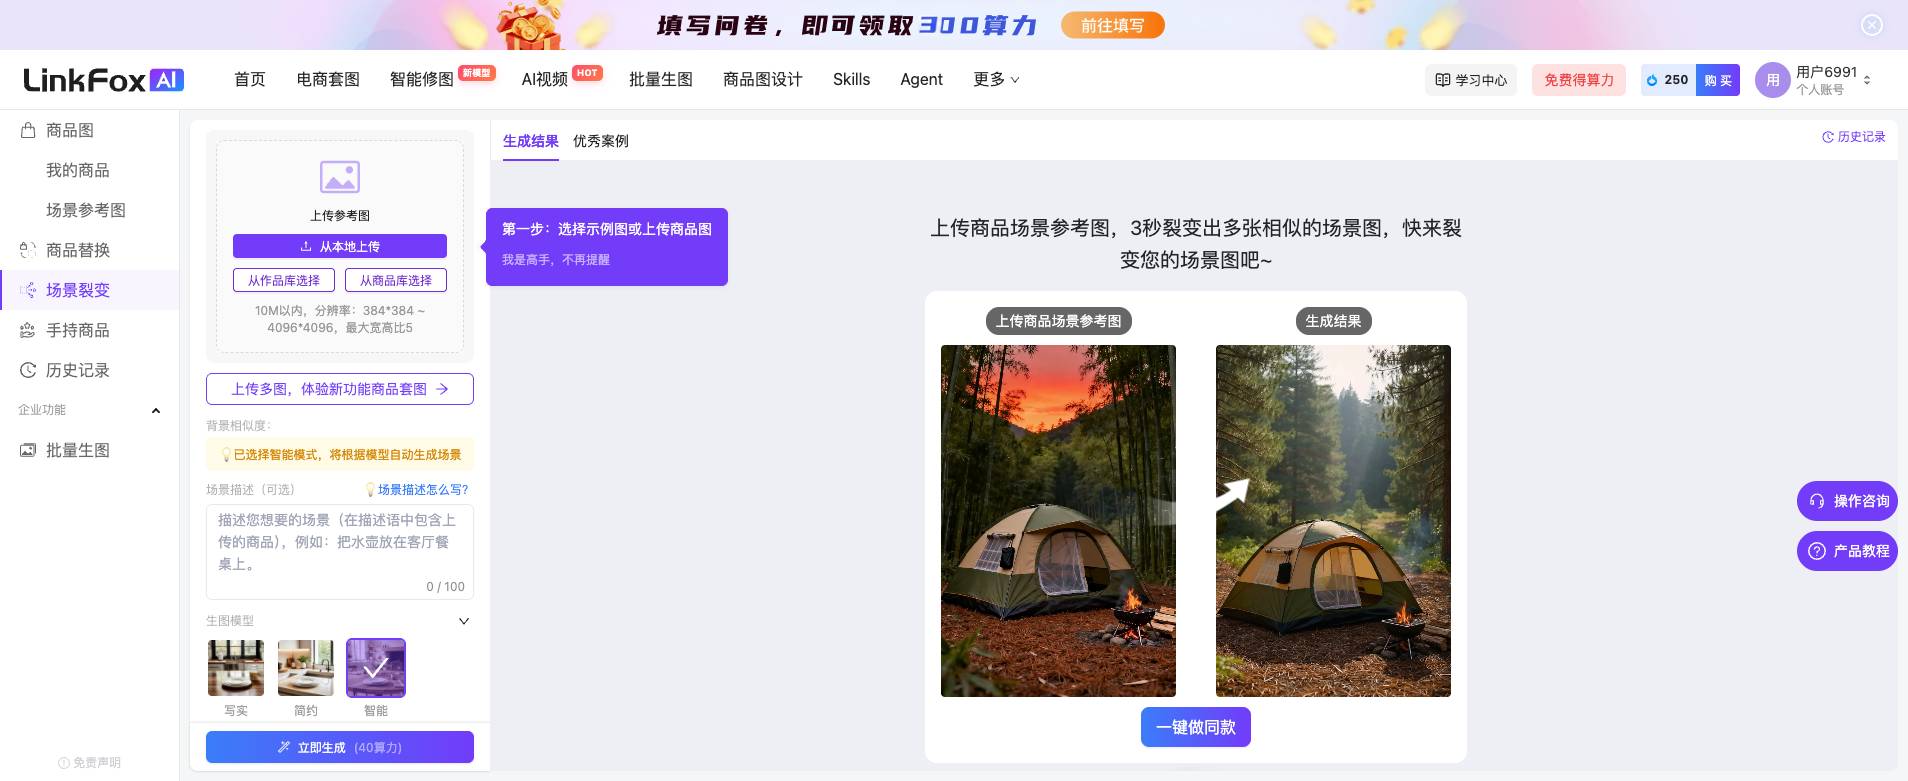 填写问卷，即可领取300算力
前往填写
LinkFox AI
首页
电商套图
智能修图
新模型
AI视频
HOT
批量生图
商品图设计
Skills
Agent
更多
学习中心
免费得算力
250
购 买
用
用户6991
个人账号
商品图
我的商品
场景参考图
商品替换
场景裂变
手持商品
历史记录
企业功能
批量生图
免责声明
上传参考图
从本地上传
从作品库选择
从商品库选择
10M以内，分辨率：384*384 ~
4096*4096，最大宽高比5
上传多图，体验新功能商品套图
背景相似度：
已选择智能模式，将根据模型自动生成场景
场景描述（可选）
场景描述怎么写?
描述您想要的场景（在描述语中包含上
传的商品），例如：把水壶放在客厅餐
桌上。
0 / 100
生图模型
写实
简约
智能
立即生成
(40算力)
第一步：选择示例图或上传商品图
我是高手，不再提醒
生成结果
优秀案例
历史记录
上传商品场景参考图，3秒裂变出多张相似的场景图，快来裂
变您的场景图吧~
上传商品场景参考图
生成结果
一键做同款
操作咨询
产品教程